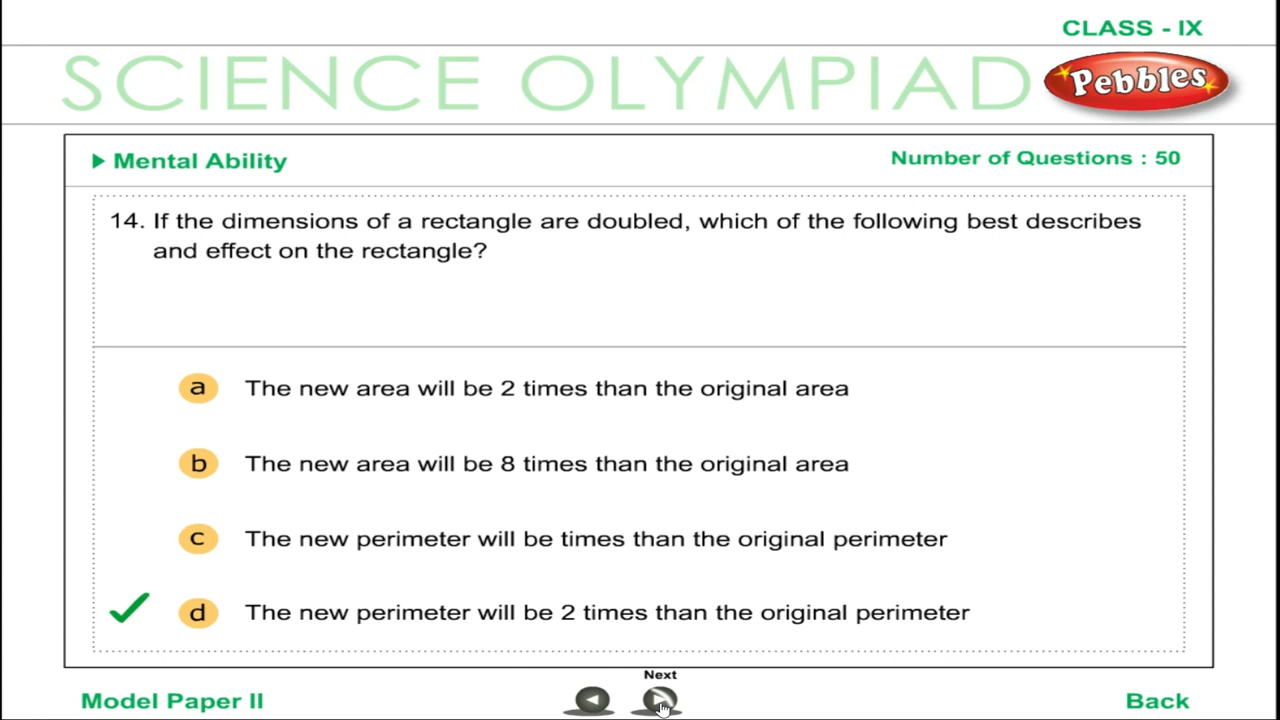 CLASS - IX
SCIENCE OLYMPIAD
Pebbles
Mental Ability
Number of Questions : 50
14. If the dimensions of a rectangle are doubled, which of the following best describes
and effect on the rectangle?
a The new area will be 2 times than the original area
b The new area will be 8 times than the original area
c The new perimeter will be times than the original perimeter
d The new perimeter will be 2 times than the original perimeter
Next
Model Paper II
Back